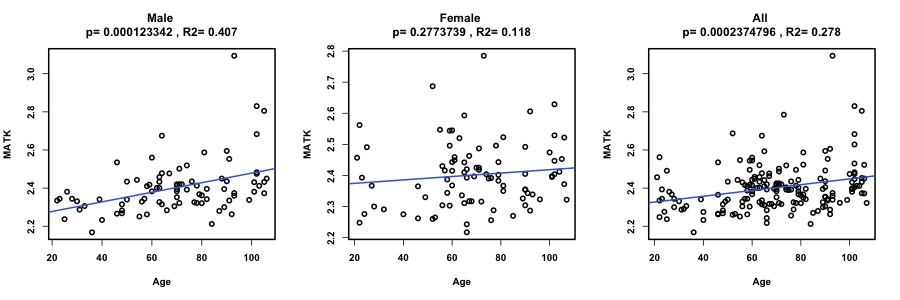 Male
p= 0.000123342 , R2= 0.407
MATK
2.2 2.4 2.6 2.8 3.0
20 40 60 80 100
Age
Female
p= 0.2773739 , R2= 0.118
MATK
2.2 2.3 2.4 2.5 2.6 2.7 2.8
20 40 60 80 100
Age
All
p= 0.0002374796 , R2= 0.278
MATK
2.2 2.4 2.6 2.8 3.0
20 40 60 80 100
Age